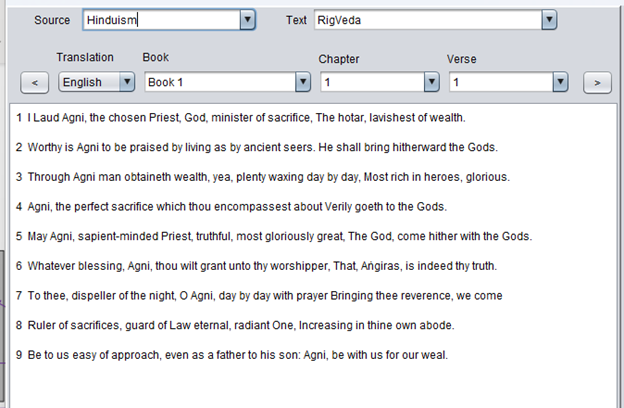 Source Hinduism Text RigVeda
Translation Book Chapter Verse
< English Book 1 1 1 >
1 I Laud Agni, the chosen Priest, God, minister of sacrifice, The hotar, lavishest of wealth.
2 Worthy is Agni to be praised by living as by ancient seers. He shall bring hitherward the Gods.
3 Through Agni man obtaineth wealth, yea, plenty waxing day by day, Most rich in heroes, glorious.
4 Agni, the perfect sacrifice which thou encompassest about Verily goeth to the Gods.
5 May Agni, sapient-minded Priest, truthful, most gloriously great, The God, come hither with the Gods.
6 Whatever blessing, Agni, thou wilt grant unto thy worshipper, That, Aṅgiras, is indeed thy truth.
7 To thee, dispeller of the night, O Agni, day by day with prayer Bringing thee reverence, we come
8 Ruler of sacrifices, guard of Law eternal, radiant One, Increasing in thine own abode.
9 Be to us easy of approach, even as a father to his son: Agni, be with us for our weal.